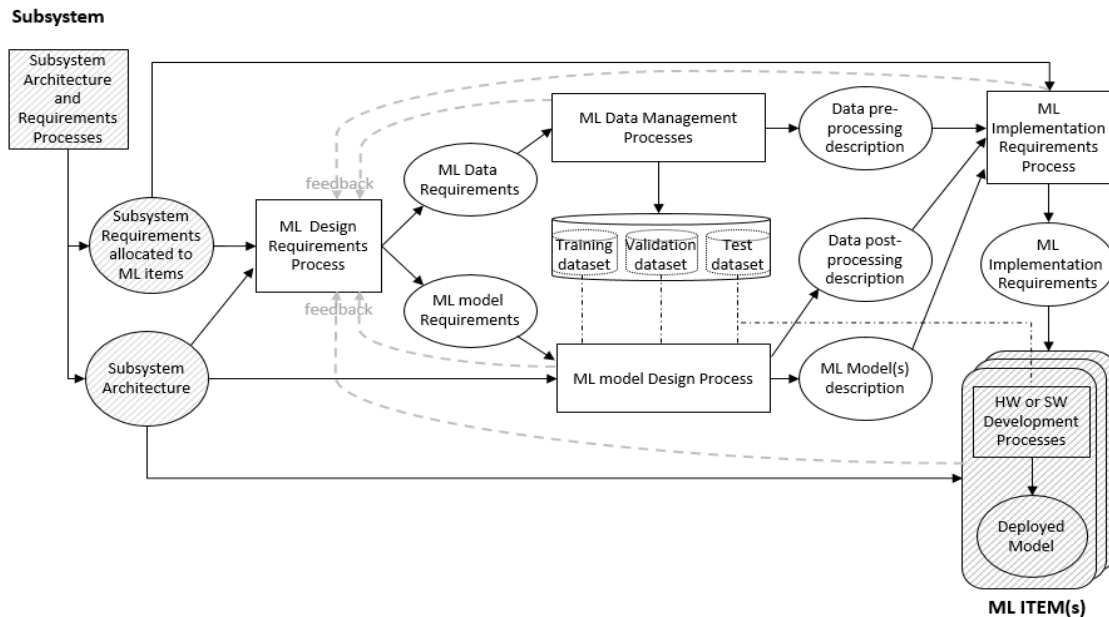 Subsystem
Subsystem
Architecture
and
Requirements
Processes
Subsystem
Requirements
allocated to
ML items
Subsystem
Architecture
feedback
ML Design
Requirements
Process
feedback
ML Data
Requirements
ML model
Requirements
ML Data Management
Processes
Training
dataset
Validation
dataset
Test
dataset
ML model Design Process
Data pre-
processing
description
Data post-
processing
description
ML Model(s)
description
ML
Implementation
Requirements
Process
ML
Implementation
Requirements
HW or SW
Development
Processes
Deployed
Model
ML ITEM(s)